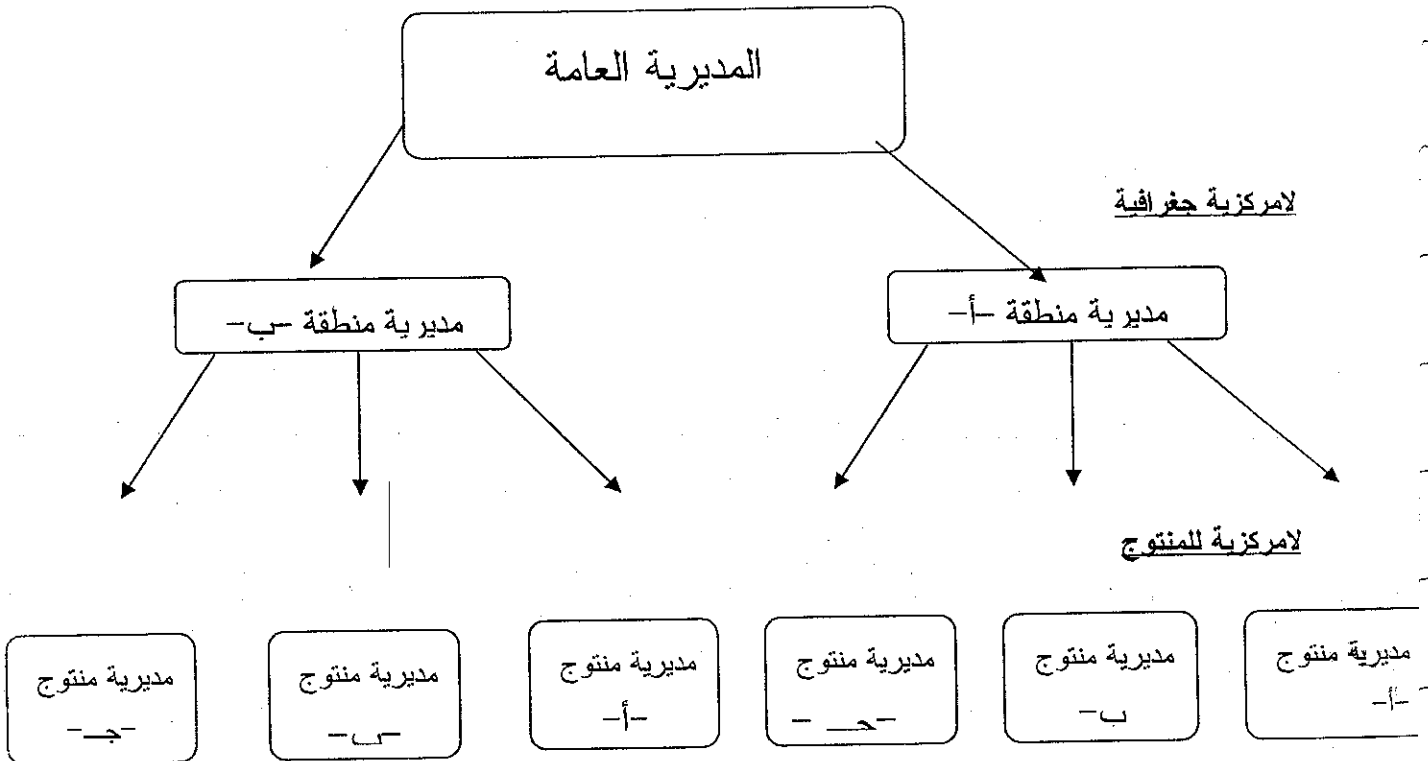 المديرية العامة
لامركزية جغرافية
مديرية منطقة -أ-
مديرية منطقة -ب-
لامركزية للمنتوج
مديرية منتوج
-أ-
مديرية منتوج
ب-
مديرية منتوج
-حـ -
مديرية منتوج
-أ-
مديرية منتوج
-ب-
مديرية منتوج
-جـ-